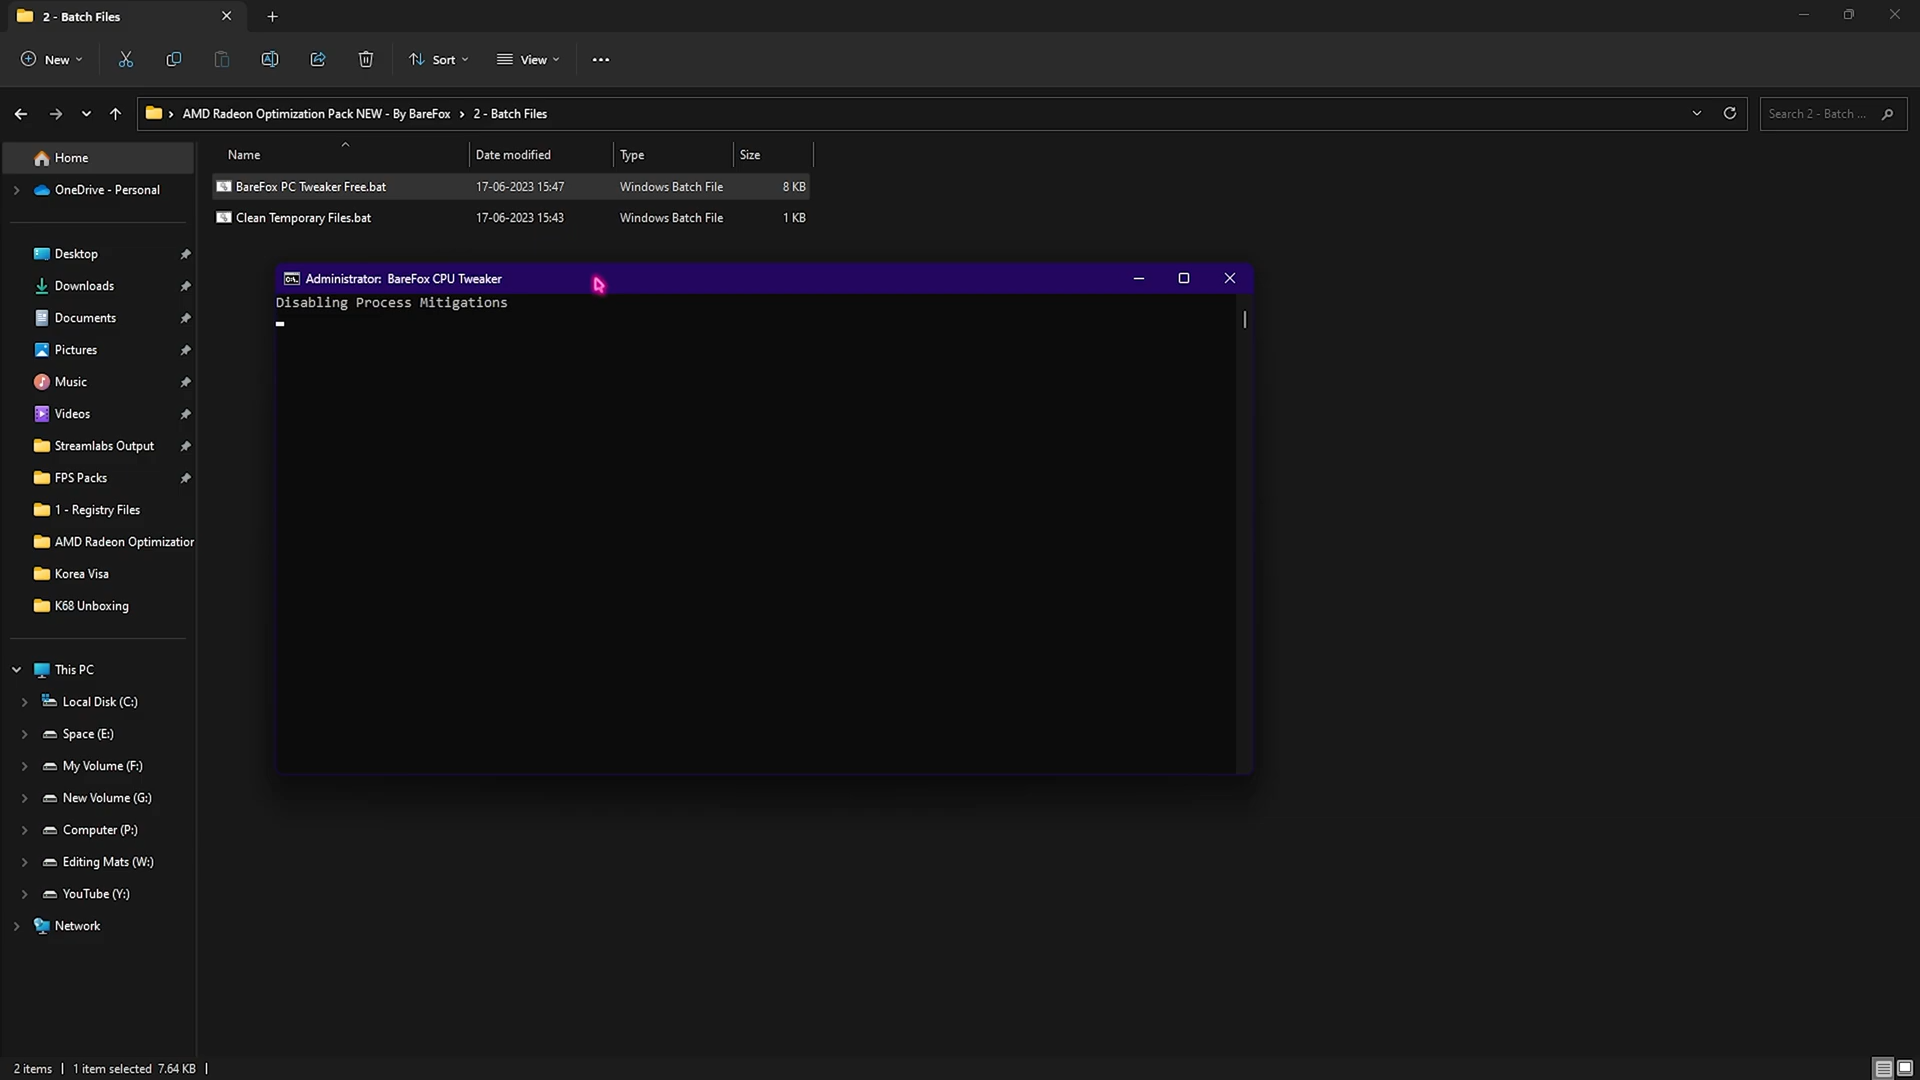 2 - Batch Files
New
Sort
View
AMD Radeon Optimization Pack NEW - By BareFox > 2 - Batch Files
Search 2 - Batch ...
Name Date modified Type Size
BareFox PC Tweaker Free.bat 17-06-2023 15:47 Windows Batch File 8 KB
Clean Temporary Files.bat 17-06-2023 15:43 Windows Batch File 1 KB
Home
OneDrive - Personal
Desktop
Downloads
Documents
Pictures
Music
Videos
Streamlabs Output
FPS Packs
1 - Registry Files
AMD Radeon Optimization
Korea Visa
K68 Unboxing
This PC
Local Disk (C:)
Space (E:)
My Volume (F:)
New Volume (G:)
Computer (P:)
Editing Mats (W:)
YouTube (Y:)
Network
Administrator: BareFox CPU Tweaker
Disabling Process Mitigations
2 items | 1 item selected 7.64 KB |